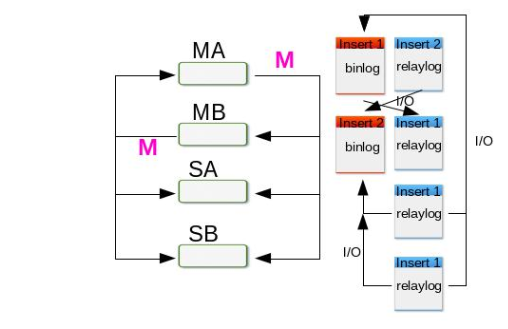 MA
M
MB
M
SA
SB
Insert 1
binlog
Insert 2
relaylog
I/O
Insert 2
binlog
Insert 1
relaylog
I/O
Insert 1
relaylog
I/O
Insert 1
relaylog